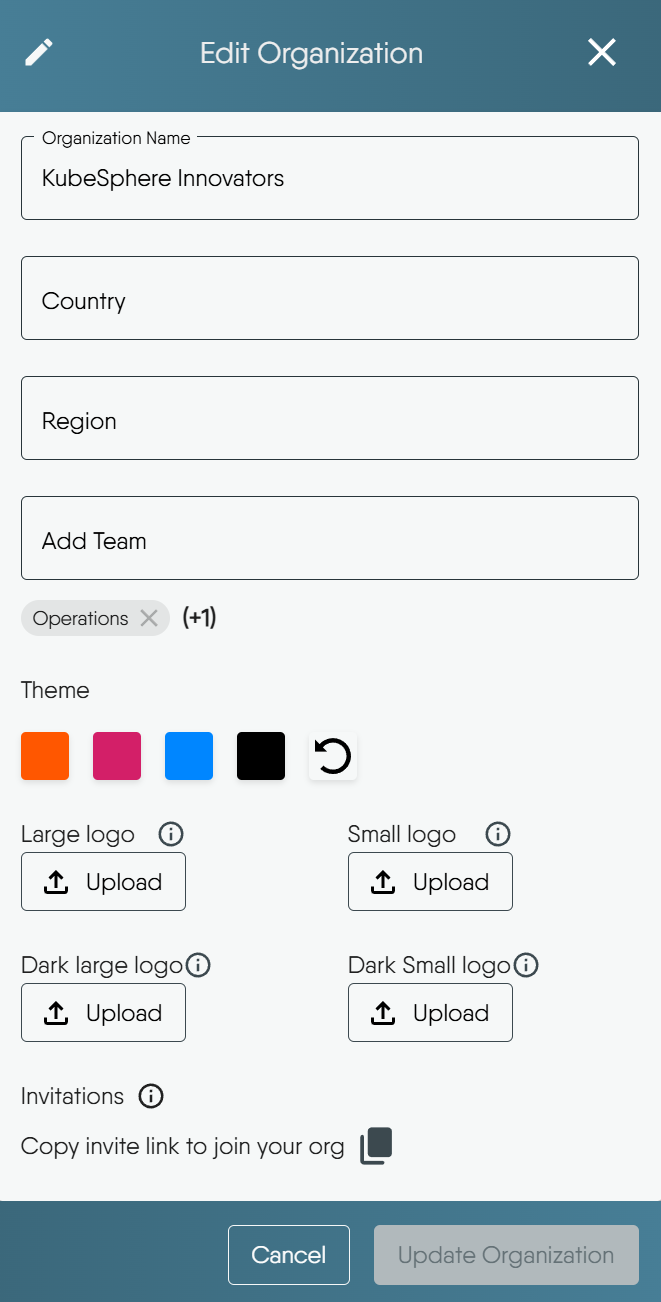 Edit Organization
Organization Name
KubeSphere Innovators
Country
Region
Add Team
Operations (+1)
Theme
Large logo Small logo
Upload Upload
Dark large logo Dark Small logo
Upload Upload
Invitations
Copy invite link to join your org
Cancel Update Organization